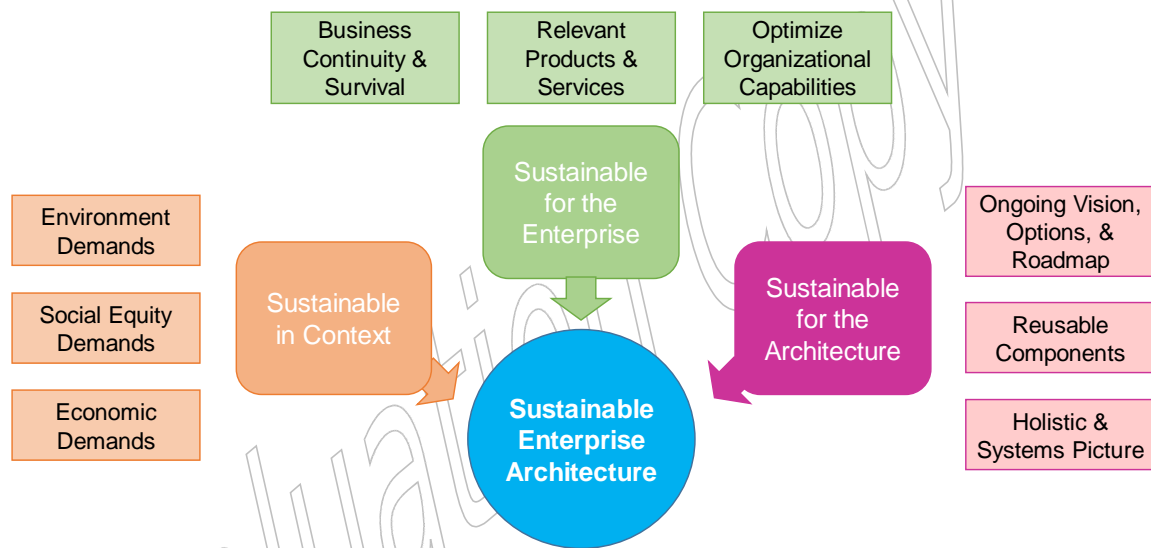 Business
Continuity &
Survival
Relevant
Products &
Services
Optimize
Organizational
Capabilities
Sustainable
for the
Enterprise
Environment
Demands
Social Equity
Demands
Economic
Demands
Sustainable
in Context
Sustainable
for the
Architecture
Ongoing Vision,
Options, &
Roadmap
Reusable
Components
Holistic &
Systems Picture
Sustainable
Enterprise
Architecture
Copy